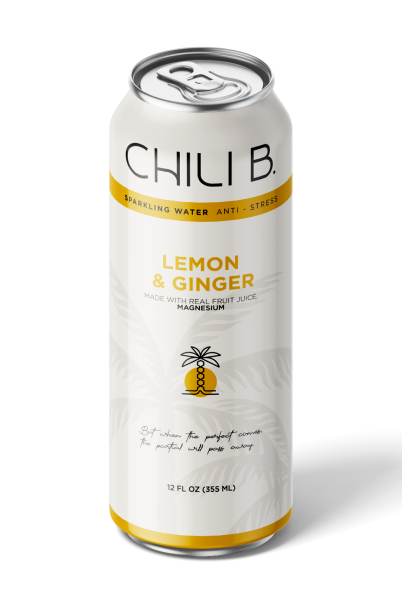 CHILI B.
SPARKLING WATER ANTI - STRESS
LEMON
& GINGER
MADE WITH REAL FRUIT JUICE,
MAGNESIUM
But when the perfect comes,
the partial will pass away.
12 FL OZ (355 ML)